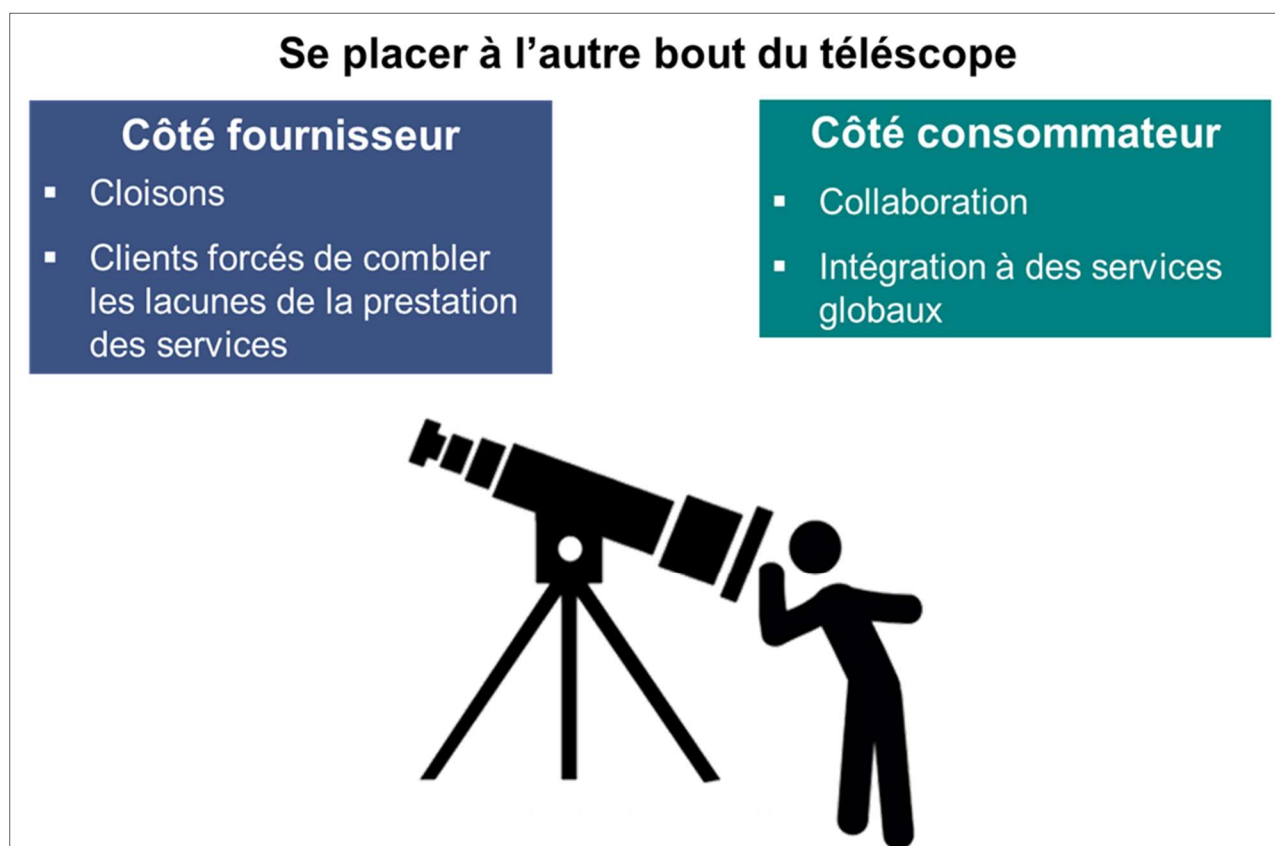 Se placer à l’autre bout du téléscope
Côté fournisseur
▪ Cloisons
▪ Clients forcés de combler
les lacunes de la prestation
des services
Côté consommateur
▪ Collaboration
▪ Intégration à des services
globaux